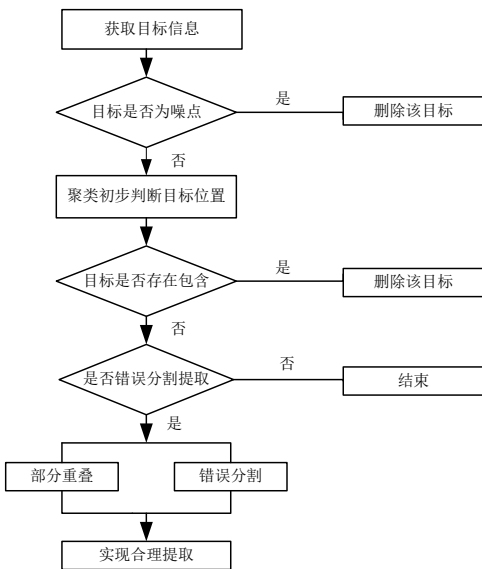 获取目标信息
目标是否为噪点
是
删除该目标
否
聚类初步判断目标位置
目标是否存在包含
是
删除该目标
否
是否错误分割提取
否
结束
是
部分重叠
错误分割
实现合理提取